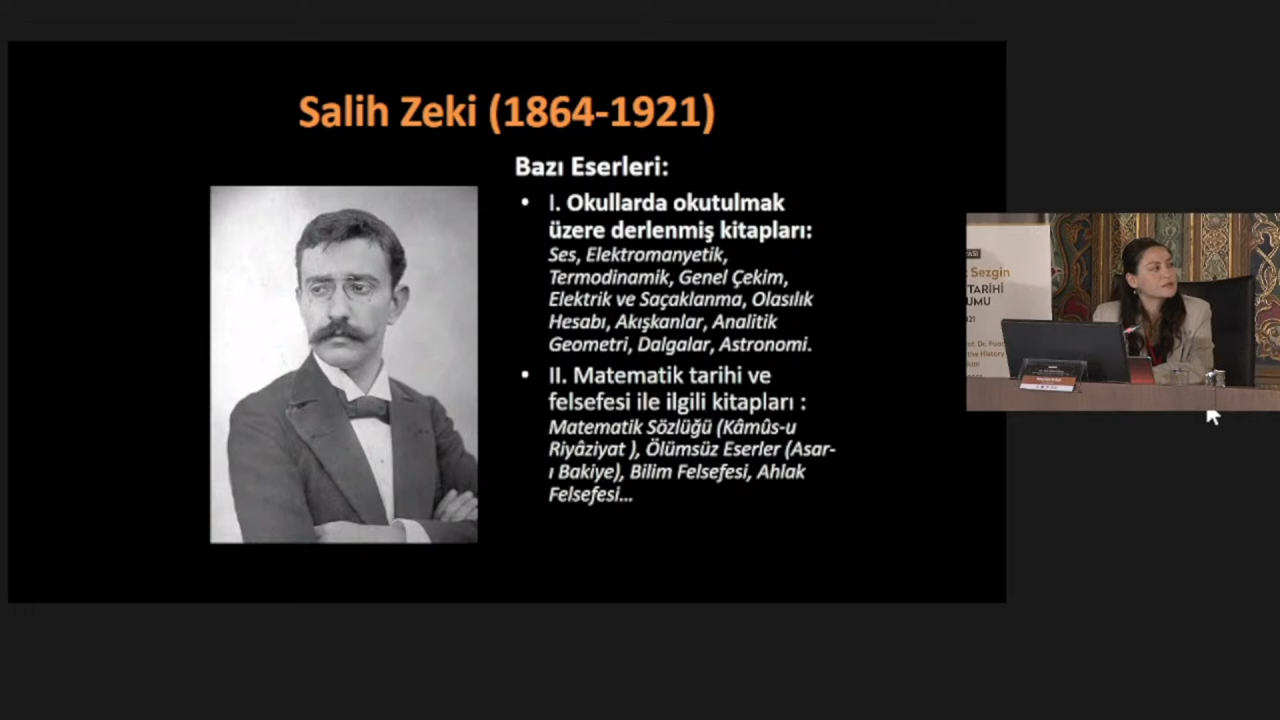 Salih Zeki (1864-1921)
Bazı Eserleri:
• I. Okullarda okutulmak
üzere derlenmiş kitapları:
Ses, Elektromanyetik,
Termodinamik, Genel Çekim,
Elektrik ve Saçaklanma, Olasılık
Hesabı, Akışkanlar, Analitik
Geometri, Dalgalar, Astronomi.
• II. Matematik tarihi ve
felsefesi ile ilgili kitapları :
Matematik Sözlüğü (Kâmûs-u
Riyâziyat ), Ölümsüz Eserler (Asar-
ı Bakiye), Bilim Felsefesi, Ahlak
Felsefesi...
Sezgin
TARİHİ
UMU